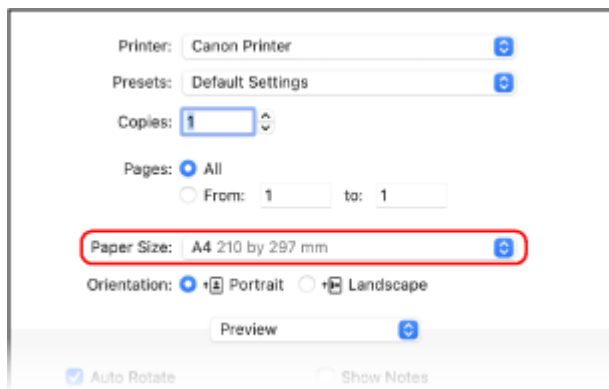 Printer: Canon Printer
Presets: Default Settings
Copies: 1
Pages: All
From: 1 to: 1
Paper Size: A4 210 by 297 mm
Orientation: Portrait Landscape
Preview
Auto Rotate Show Notes